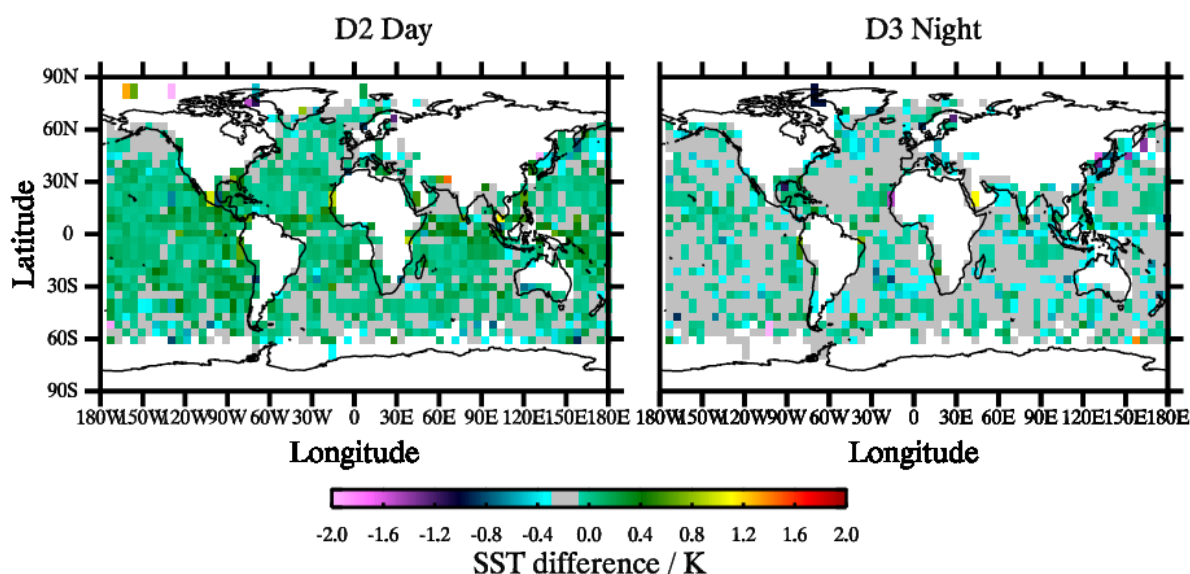 D2 Day
D3 Night
90N
60N
30N
0
30S
60S
90S
Latitude
180W150W120W90W 60W 30W 0 30E 60E 90E 120E150E180E
180W150W120W90W 60W 30W 0 30E 60E 90E 120E150E180E
Longitude
Longitude
-2.0 -1.6 -1.2 -0.8 -0.4 0.0 0.4 0.8 1.2 1.6 2.0
SST difference / K